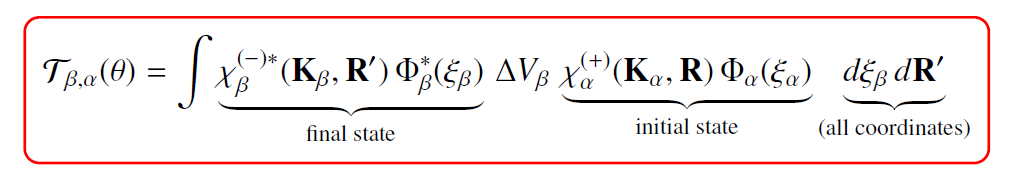 𝒯β,α(θ) = ∫ χβ(−)*(Kβ, R′) Φβ*(ξβ) ΔVβ χα(+)(Kα, R) Φα(ξα) dξβ dR′
final state initial state (all coordinates)